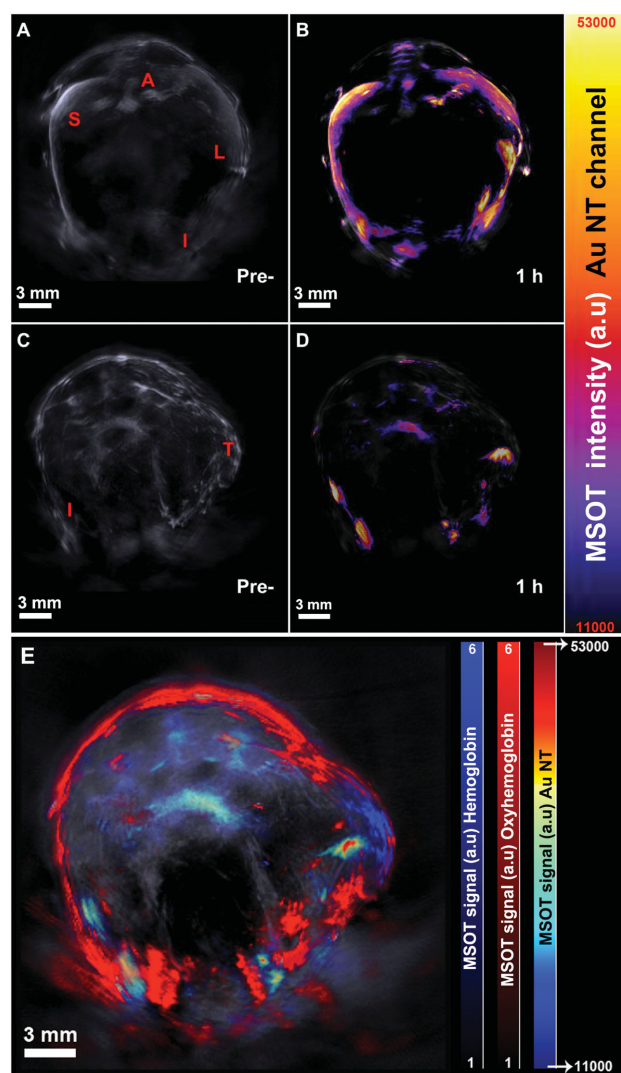 A
S
A
L
I
Pre-
3 mm
B
1 h
3 mm
53000
MSOT intensity (a.u) Au NT channel
11000
C
T
I
Pre-
3 mm
D
1 h
3 mm
E
3 mm
6
MSOT signal (a.u) Hemoglobin
1
6
MSOT signal (a.u) Oxyhemoglobin
1
53000
MSOT signal (a.u) Au NT
11000